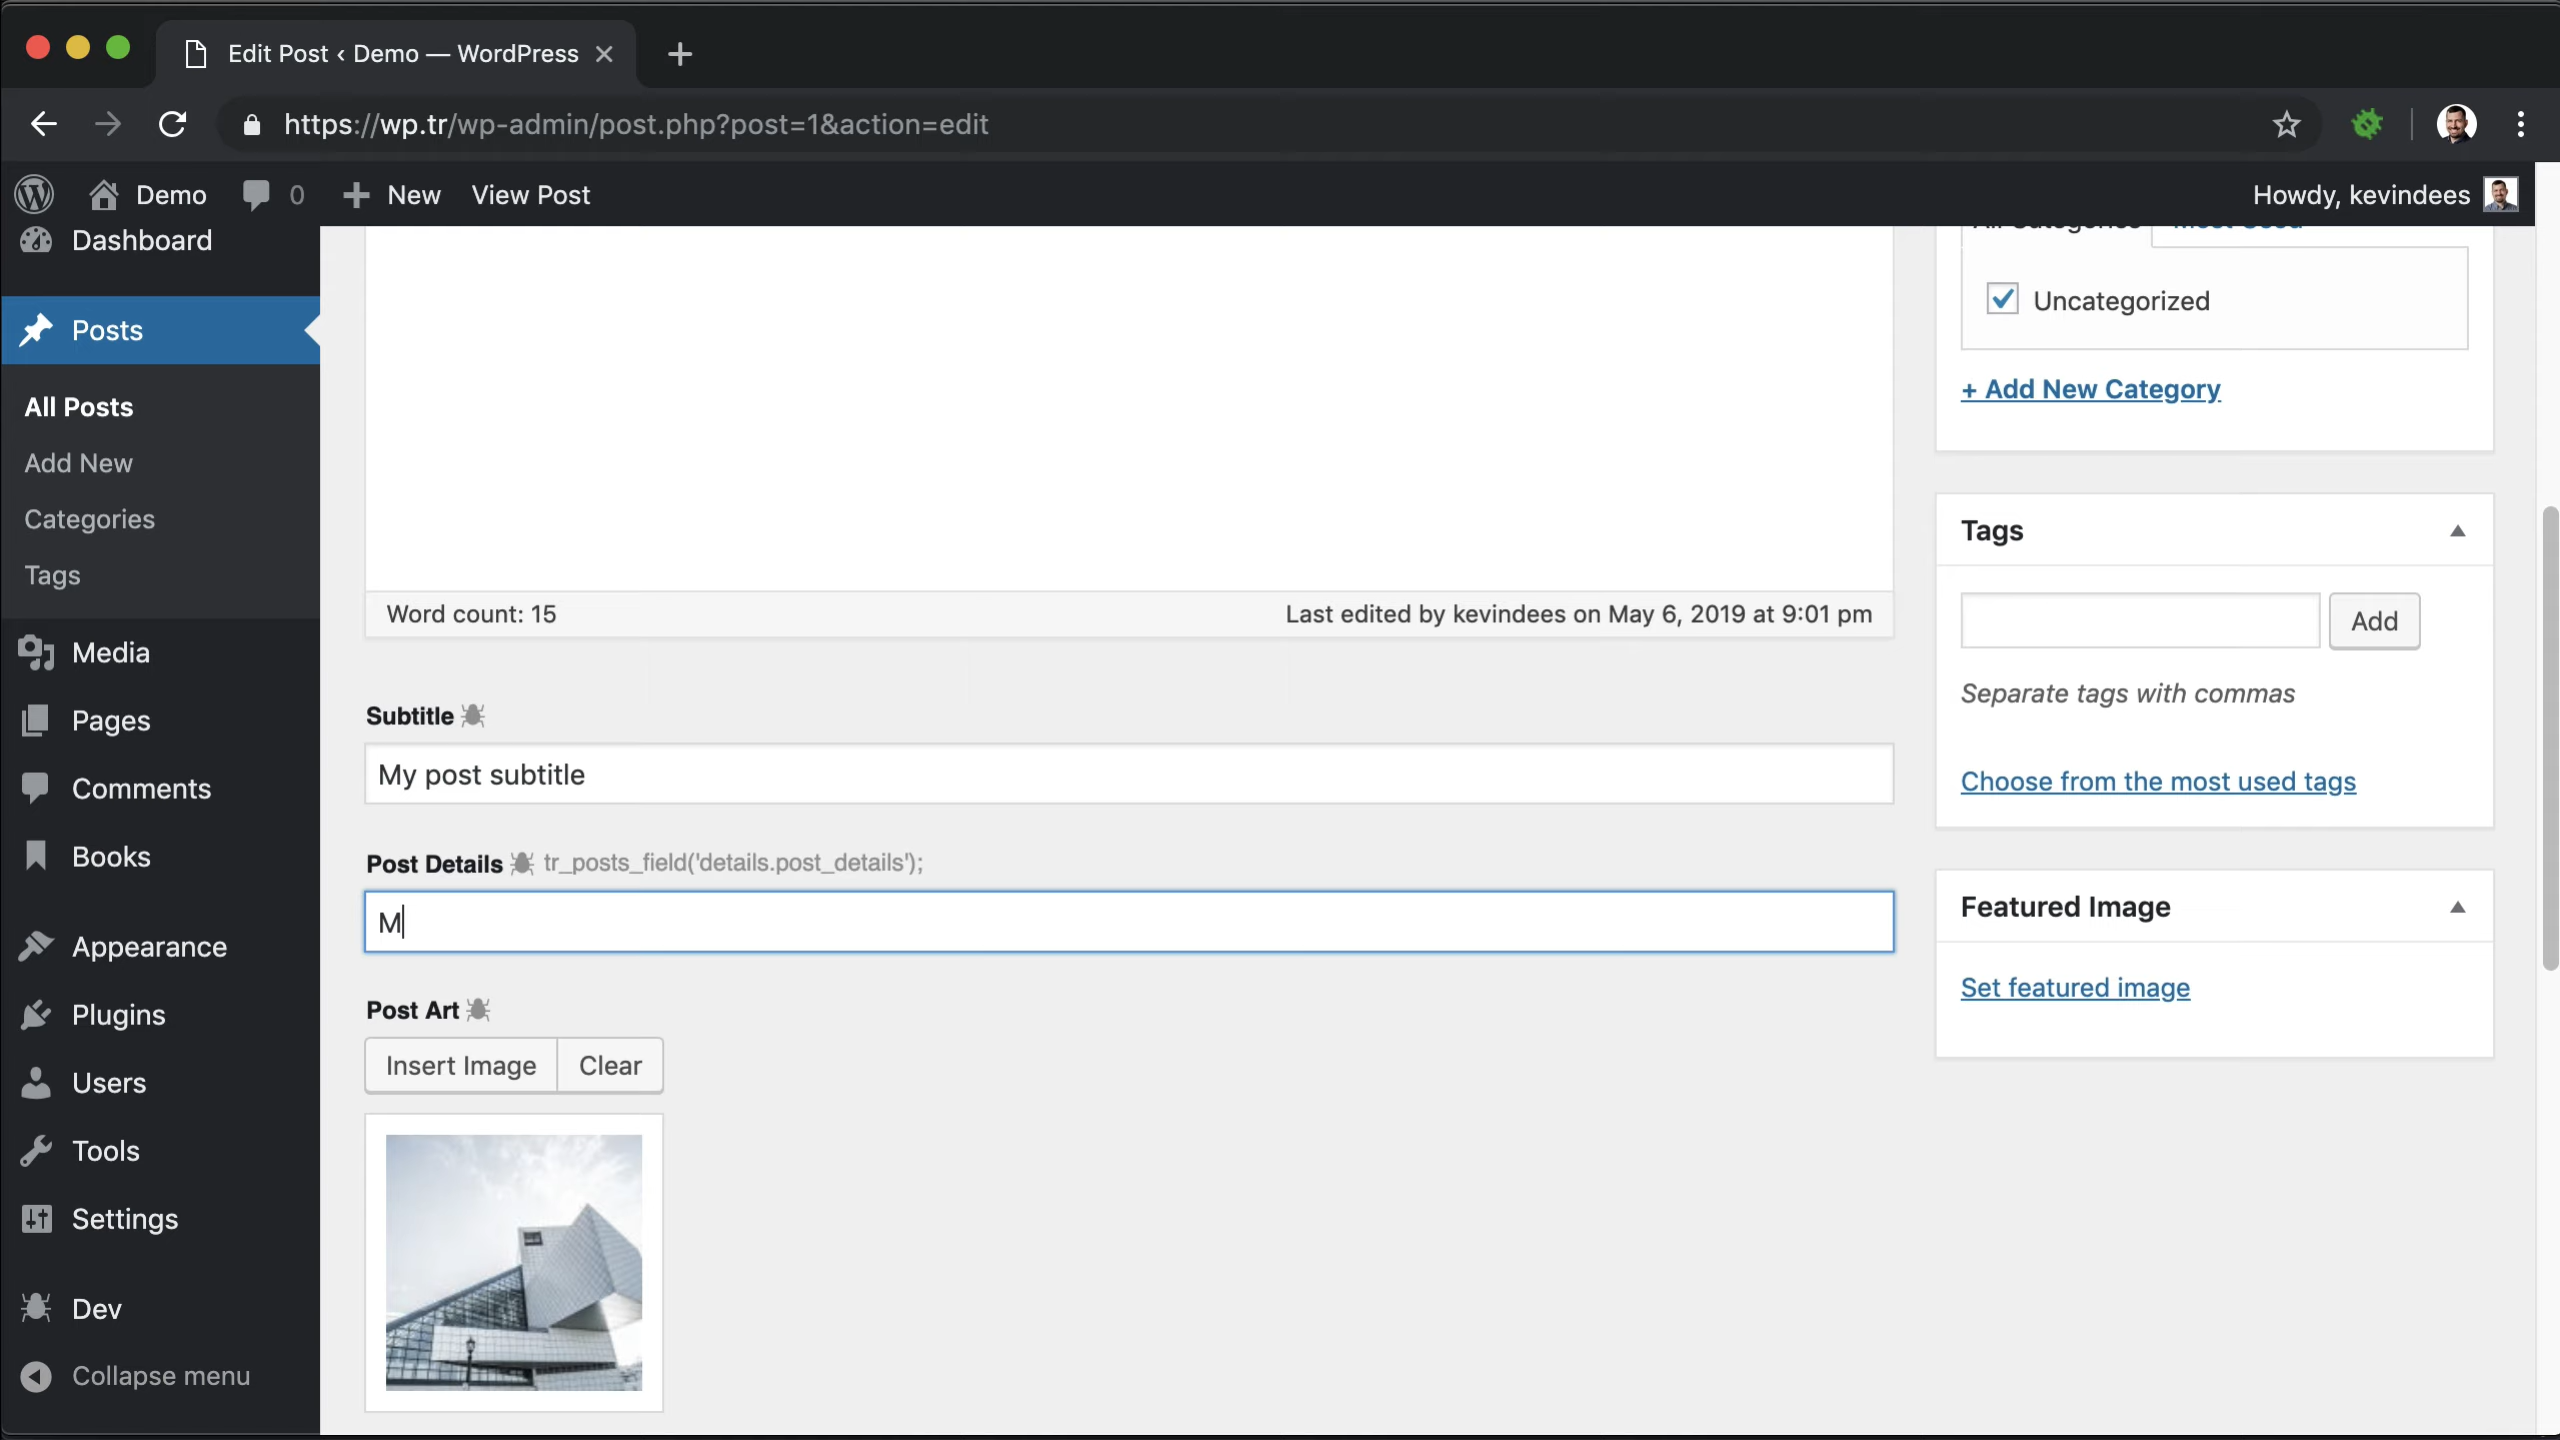 Edit Post ‹ Demo — WordPress
https://wp.tr/wp-admin/post.php?post=1&action=edit
Demo 0 New View Post Howdy, kevindees
Dashboard
Posts
All Posts
Add New
Categories
Tags
Media
Pages
Comments
Books
Appearance
Plugins
Users
Tools
Settings
Dev
Collapse menu
Word count: 15 Last edited by kevindees on May 6, 2019 at 9:01 pm
Subtitle
My post subtitle
Post Details tr_posts_field('details.post_details');
M
Post Art
Insert Image Clear
All Categories Most Used
Uncategorized
+ Add New Category
Tags
Add
Separate tags with commas
Choose from the most used tags
Featured Image
Set featured image